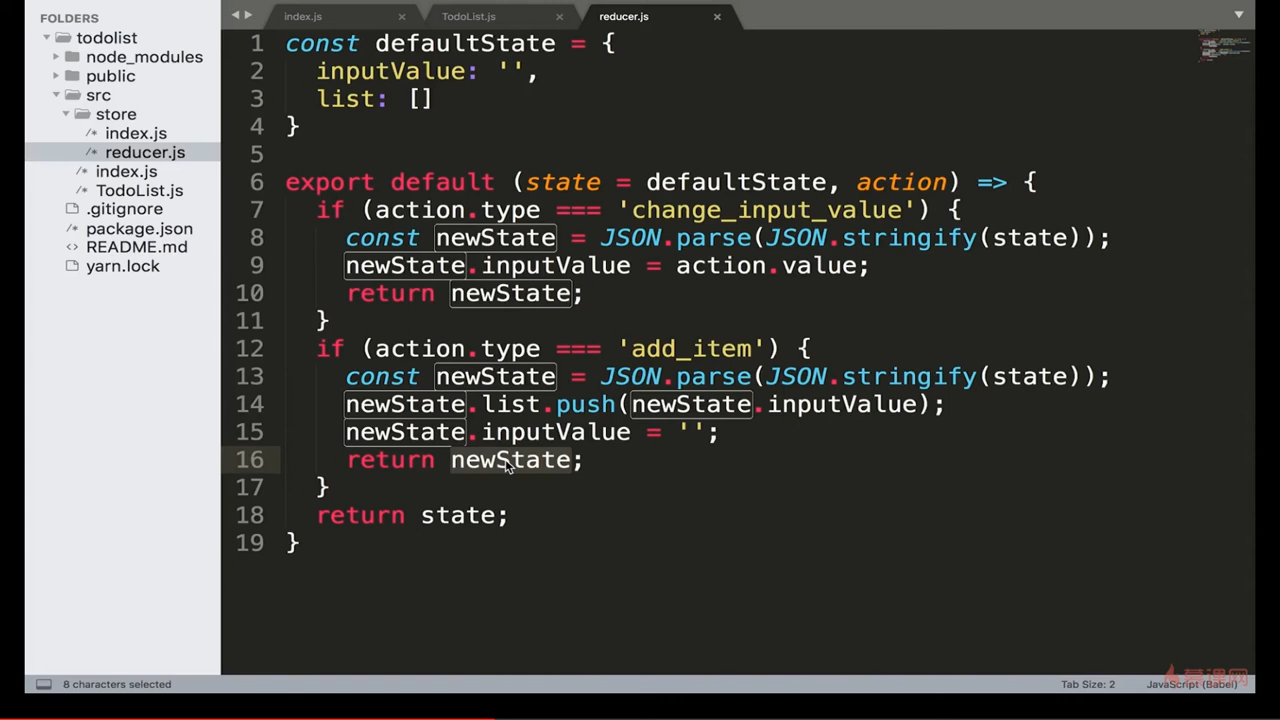 FOLDERS
todolist
node_modules
public
src
store
index.js
reducer.js
index.js
TodoList.js
.gitignore
package.json
README.md
yarn.lock
index.js
TodoList.js
reducer.js
1 const defaultState = {
2 inputValue: '',
3 list: []
4 }
5
6 export default (state = defaultState, action) => {
7 if (action.type === 'change_input_value') {
8 const newState = JSON.parse(JSON.stringify(state));
9 newState.inputValue = action.value;
10 return newState;
11 }
12 if (action.type === 'add_item') {
13 const newState = JSON.parse(JSON.stringify(state));
14 newState.list.push(newState.inputValue);
15 newState.inputValue = '';
16 return newState;
17 }
18 return state;
19 }
慕课网
8 characters selected
Tab Size: 2
JavaScript (Babel)